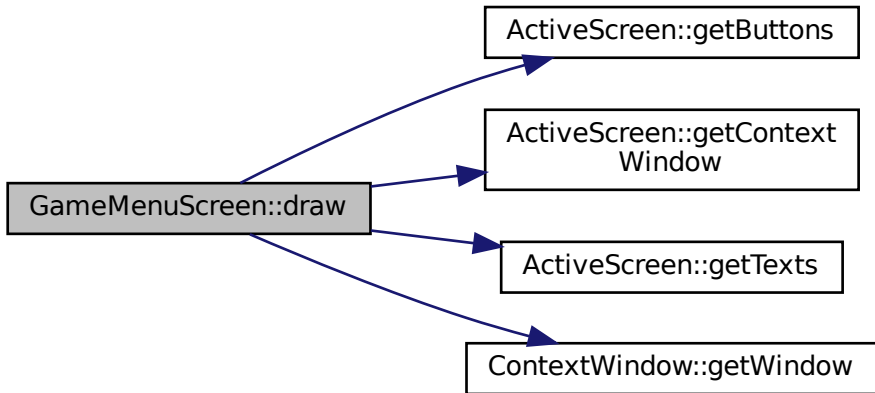 ActiveScreen::getButtons
ActiveScreen::getContext
Window
GameMenuScreen::draw
ActiveScreen::getTexts
ContextWindow::getWindow